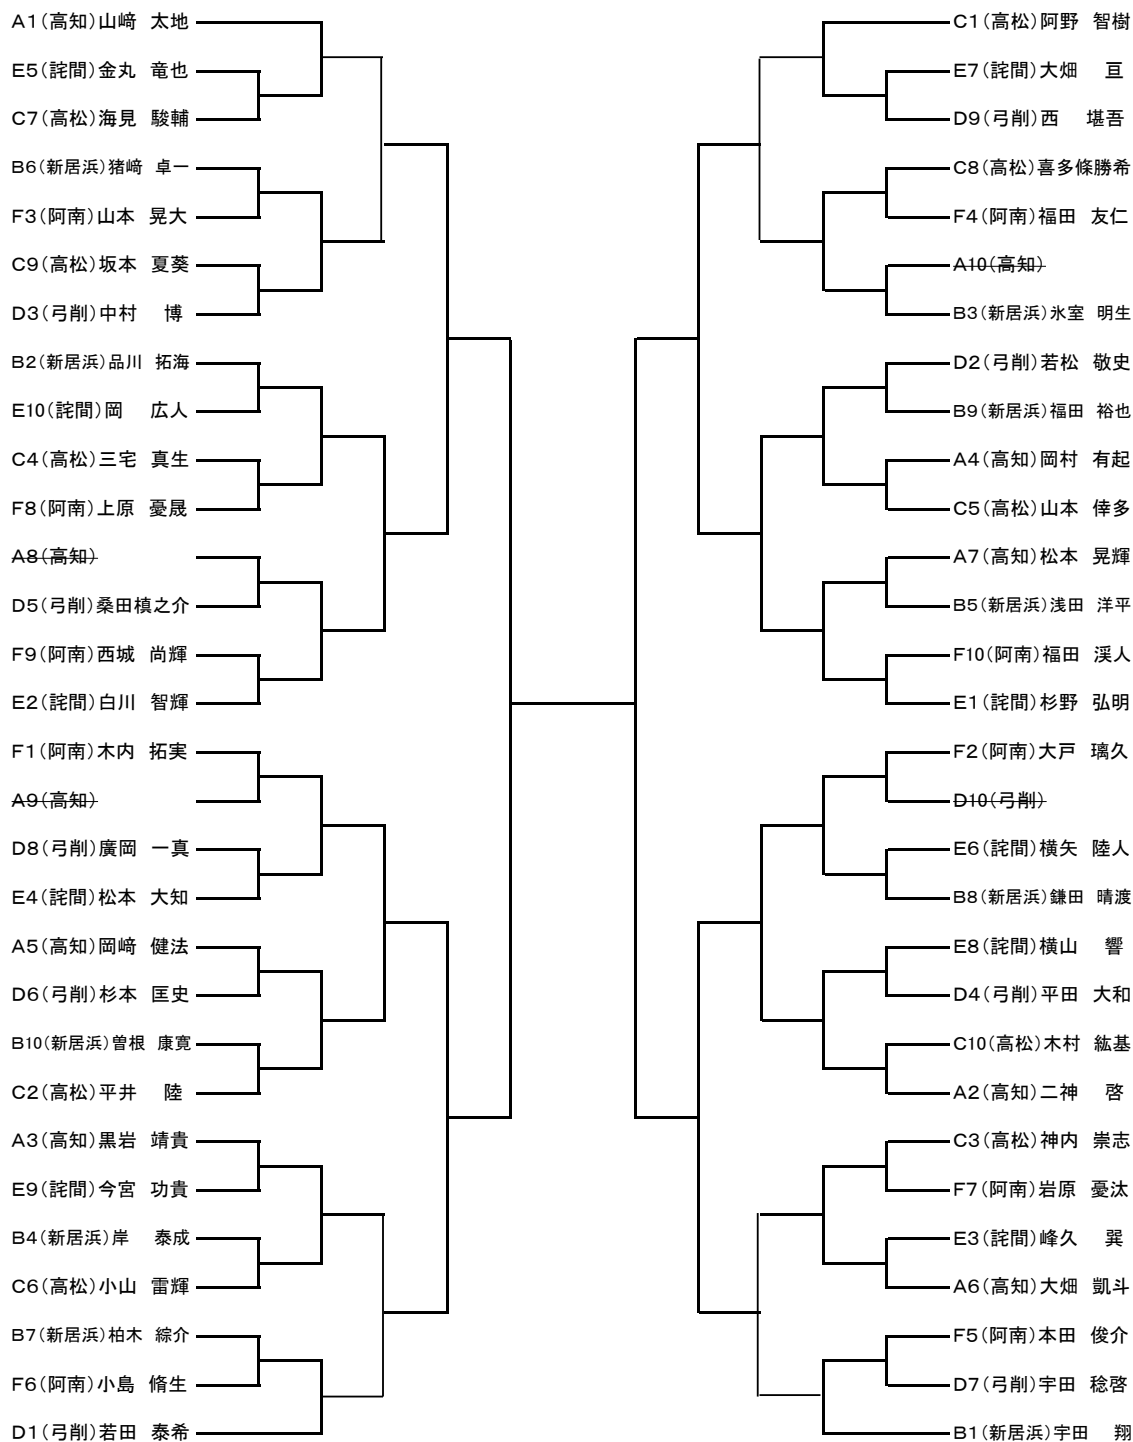 A1(高知)山﨑 太地
E5(詫間)金丸 竜也
C7(高松)海見 駿輔
B6(新居浜)猪﨑 卓一
F3(阿南)山本 晃大
C9(高松)坂本 夏葵
D3(弓削)中村 博
B2(新居浜)品川 拓海
E10(詫間)岡 広人
C4(高松)三宅 真生
F8(阿南)上原 憂晟
A8(高知)
D5(弓削)桑田槙之介
F9(阿南)西城 尚輝
E2(詫間)白川 智輝
F1(阿南)木内 拓実
A9(高知)
D8(弓削)廣岡 一真
E4(詫間)松本 大知
A5(高知)岡﨑 健法
D6(弓削)杉本 匡史
B10(新居浜)曽根 康寛
C2(高松)平井 陸
A3(高知)黒岩 靖貴
E9(詫間)今宮 功貴
B4(新居浜)岸 泰成
C6(高松)小山 雷輝
B7(新居浜)柏木 綜介
F6(阿南)小島 脩生
D1(弓削)若田 泰希
C1(高松)阿野 智樹
E7(詫間)大畑 亘
D9(弓削)西 堪吾
C8(高松)喜多條勝希
F4(阿南)福田 友仁
A10(高知)
B3(新居浜)氷室 明生
D2(弓削)若松 敬史
B9(新居浜)福田 裕也
A4(高知)岡村 有起
C5(高松)山本 倖多
A7(高知)松本 晃輝
B5(新居浜)浅田 洋平
F10(阿南)福田 渓人
E1(詫間)杉野 弘明
F2(阿南)大戸 璃久
D10(弓削)
E6(詫間)横矢 陸人
B8(新居浜)鎌田 晴渡
E8(詫間)横山 響
D4(弓削)平田 大和
C10(高松)木村 紘基
A2(高知)二神 啓
C3(高松)神内 崇志
F7(阿南)岩原 憂汰
E3(詫間)峰久 巽
A6(高知)大畑 凱斗
F5(阿南)本田 俊介
D7(弓削)宇田 稔啓
B1(新居浜)宇田 翔